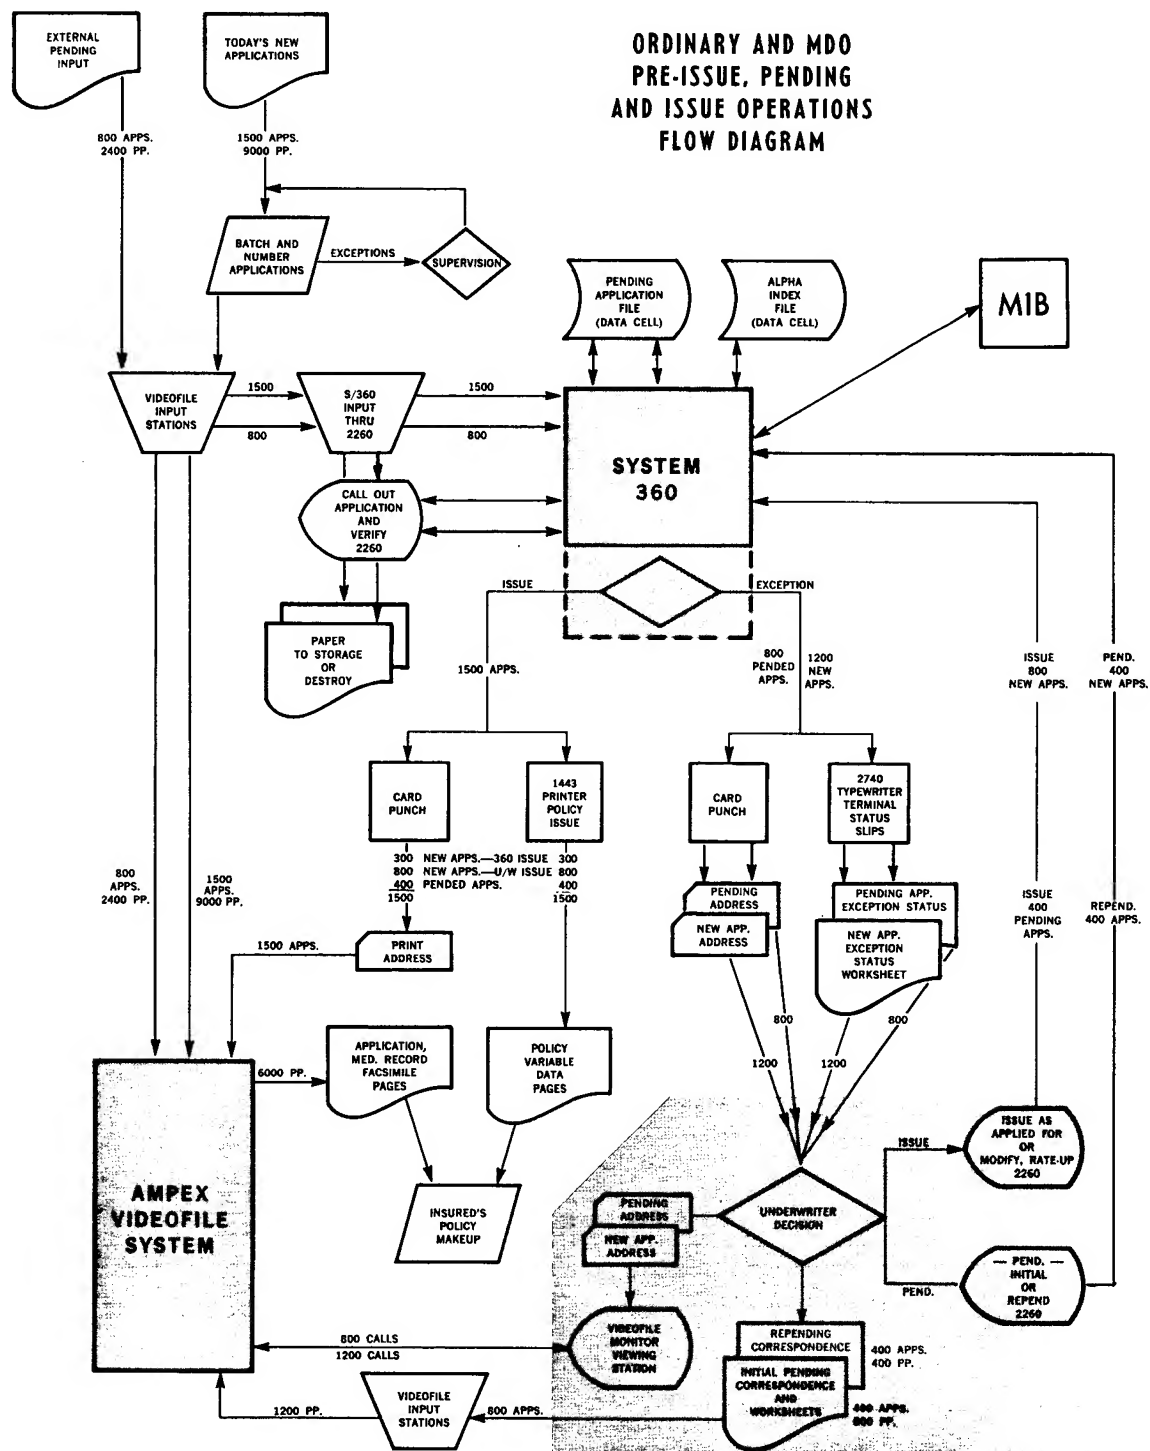 ORDINARY AND MDO
PRE-ISSUE, PENDING
AND ISSUE OPERATIONS
FLOW DIAGRAM
EXTERNAL
PENDING
INPUT
TODAY'S NEW
APPLICATIONS
800 APPS.
2400 PP.
1500 APPS.
9000 PP.
BATCH AND
NUMBER
APPLICATIONS
EXCEPTIONS
SUPERVISION
PENDING
APPLICATION
FILE
(DATA CELL)
ALPHA
INDEX
FILE
(DATA CELL)
MIB
VIDEOFILE
INPUT
STATIONS
1500
800
S/360
INPUT
THRU
2260
1500
800
SYSTEM
360
CALL OUT
APPLICATION
AND
VERIFY
2260
PAPER
TO STORAGE
OR
DESTROY
ISSUE
EXCEPTION
1500 APPS.
800
PENDED
APPS.
1200
NEW
APPS.
ISSUE
800
NEW APPS.
PEND.
400
NEW APPS.
CARD
PUNCH
1443
PRINTER
POLICY
ISSUE
CARD
PUNCH
2740
TYPEWRITER
TERMINAL
STATUS
SLIPS
300 NEW APPS.—360 ISSUE 300
800 NEW APPS.—U/W ISSUE 800
400 PENDED APPS. 400
1500 1500
800
APPS.
2400 PP.
1500
APPS.
9000 PP.
PENDING
ADDRESS
NEW APP.
ADDRESS
PENDING APP.
EXCEPTION STATUS
NEW APP.
EXCEPTION
STATUS
WORKSHEET
ISSUE
400
PENDING
APPS.
REPEND.
400 APPS.
1500 APPS.
PRINT
ADDRESS
800
800
1200
1200
6000 PP.
APPLICATION,
MED. RECORD
FACSIMILE
PAGES
POLICY
VARIABLE
DATA
PAGES
AMPEX
VIDEOFILE
SYSTEM
INSURED'S
POLICY
MAKEUP
PENDING
ADDRESS
NEW APP.
ADDRESS
UNDERWRITER
DECISION
ISSUE
ISSUE AS
APPLIED FOR
OR
MODIFY, RATE-UP
2260
PEND.
— PEND. —
INITIAL
OR
REPEND
2260
800 CALLS
1200 CALLS
VIDEOFILE
MONITOR
VIEWING
STATION
REPENDING
CORRESPONDENCE
400 APPS.
400 PP.
INITIAL PENDING
CORRESPONDENCE
AND
WORKSHEETS
400 APPS.
800 PP.
1200 PP.
VIDEOFILE
INPUT
STATIONS
800 APPS.